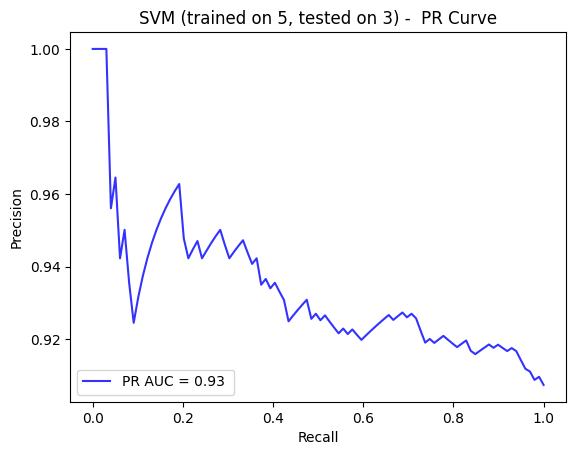 SVM (trained on 5, tested on 3) -  PR Curve
1.00
0.98
0.96
0.94
0.92
Precision
PR AUC = 0.93
0.0 0.2 0.4 0.6 0.8 1.0
Recall